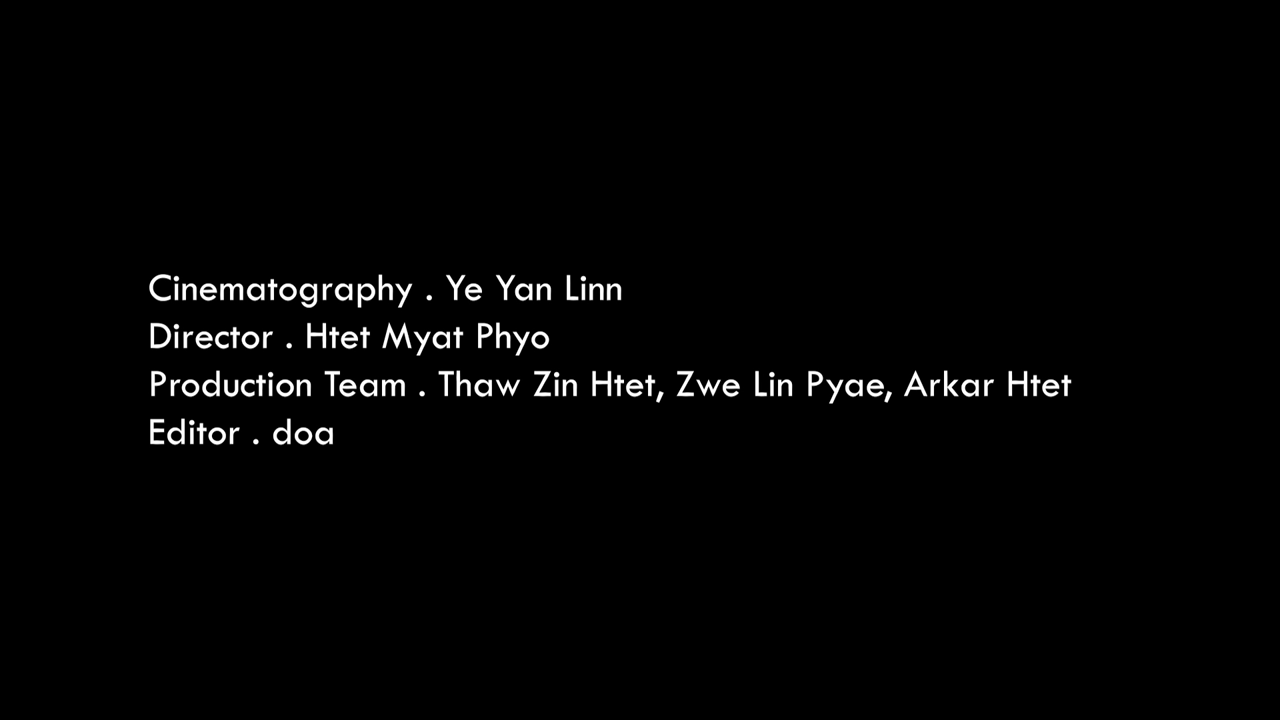 Cinematography . Ye Yan Linn
Director . Htet Myat Phyo
Production Team . Thaw Zin Htet, Zwe Lin Pyae, Arkar Htet
Editor . doa